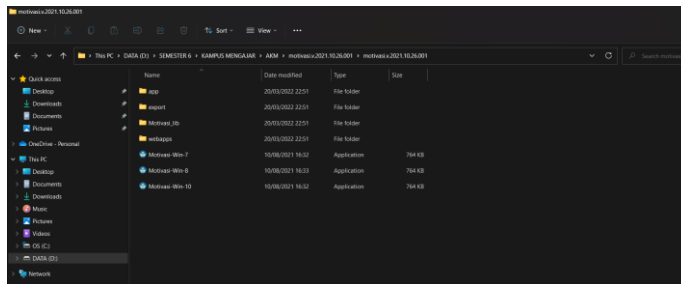 motivasi.v.2021.10.26.001
New
Sort
View
This PC > DATA (D:) > SEMESTER 6 > KAMPUS MENGAJAR > AKM > motivasi.v.2021.10.26.001 > motivasi.v.2021.10.26.001
Search motivas
Name Date modified Type Size
Quick access
Desktop
Downloads
Documents
Pictures
OneDrive - Personal
This PC
Desktop
Documents
Downloads
Music
Pictures
Videos
OS (C:)
DATA (D:)
Network
app 20/03/2022 22:51 File folder
export 20/03/2022 22:51 File folder
Motivasi_lib 20/03/2022 22:51 File folder
webapps 20/03/2022 22:51 File folder
Motivasi-Win-7 10/08/2021 16:32 Application 764 KB
Motivasi-Win-8 10/08/2021 16:33 Application 764 KB
Motivasi-Win-10 10/08/2021 16:32 Application 764 KB